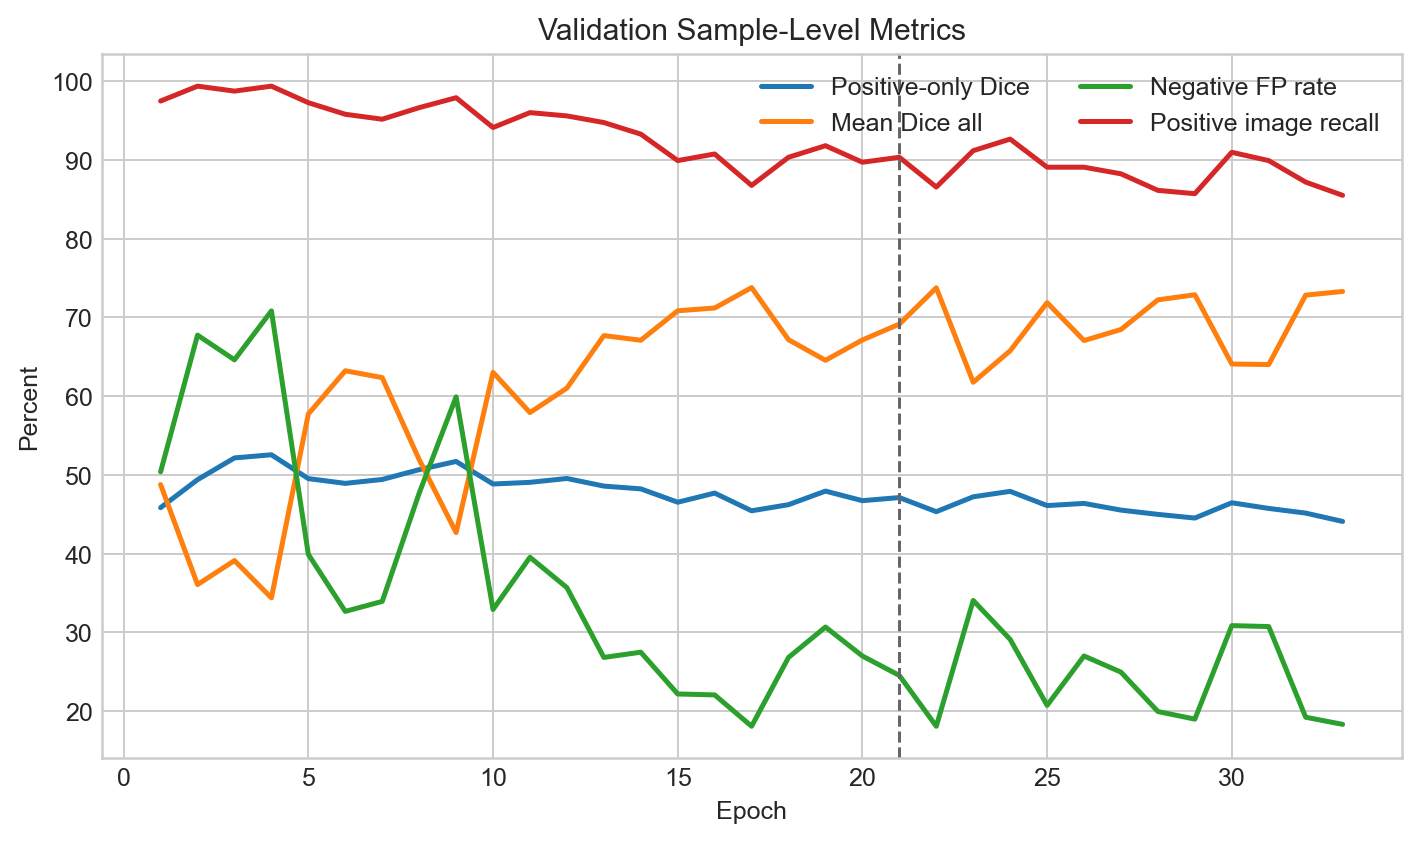 Validation Sample-Level Metrics
Positive-only Dice
Mean Dice all
Negative FP rate
Positive image recall
Percent
100
90
80
70
60
50
40
30
20
0 5 10 15 20 25 30
Epoch